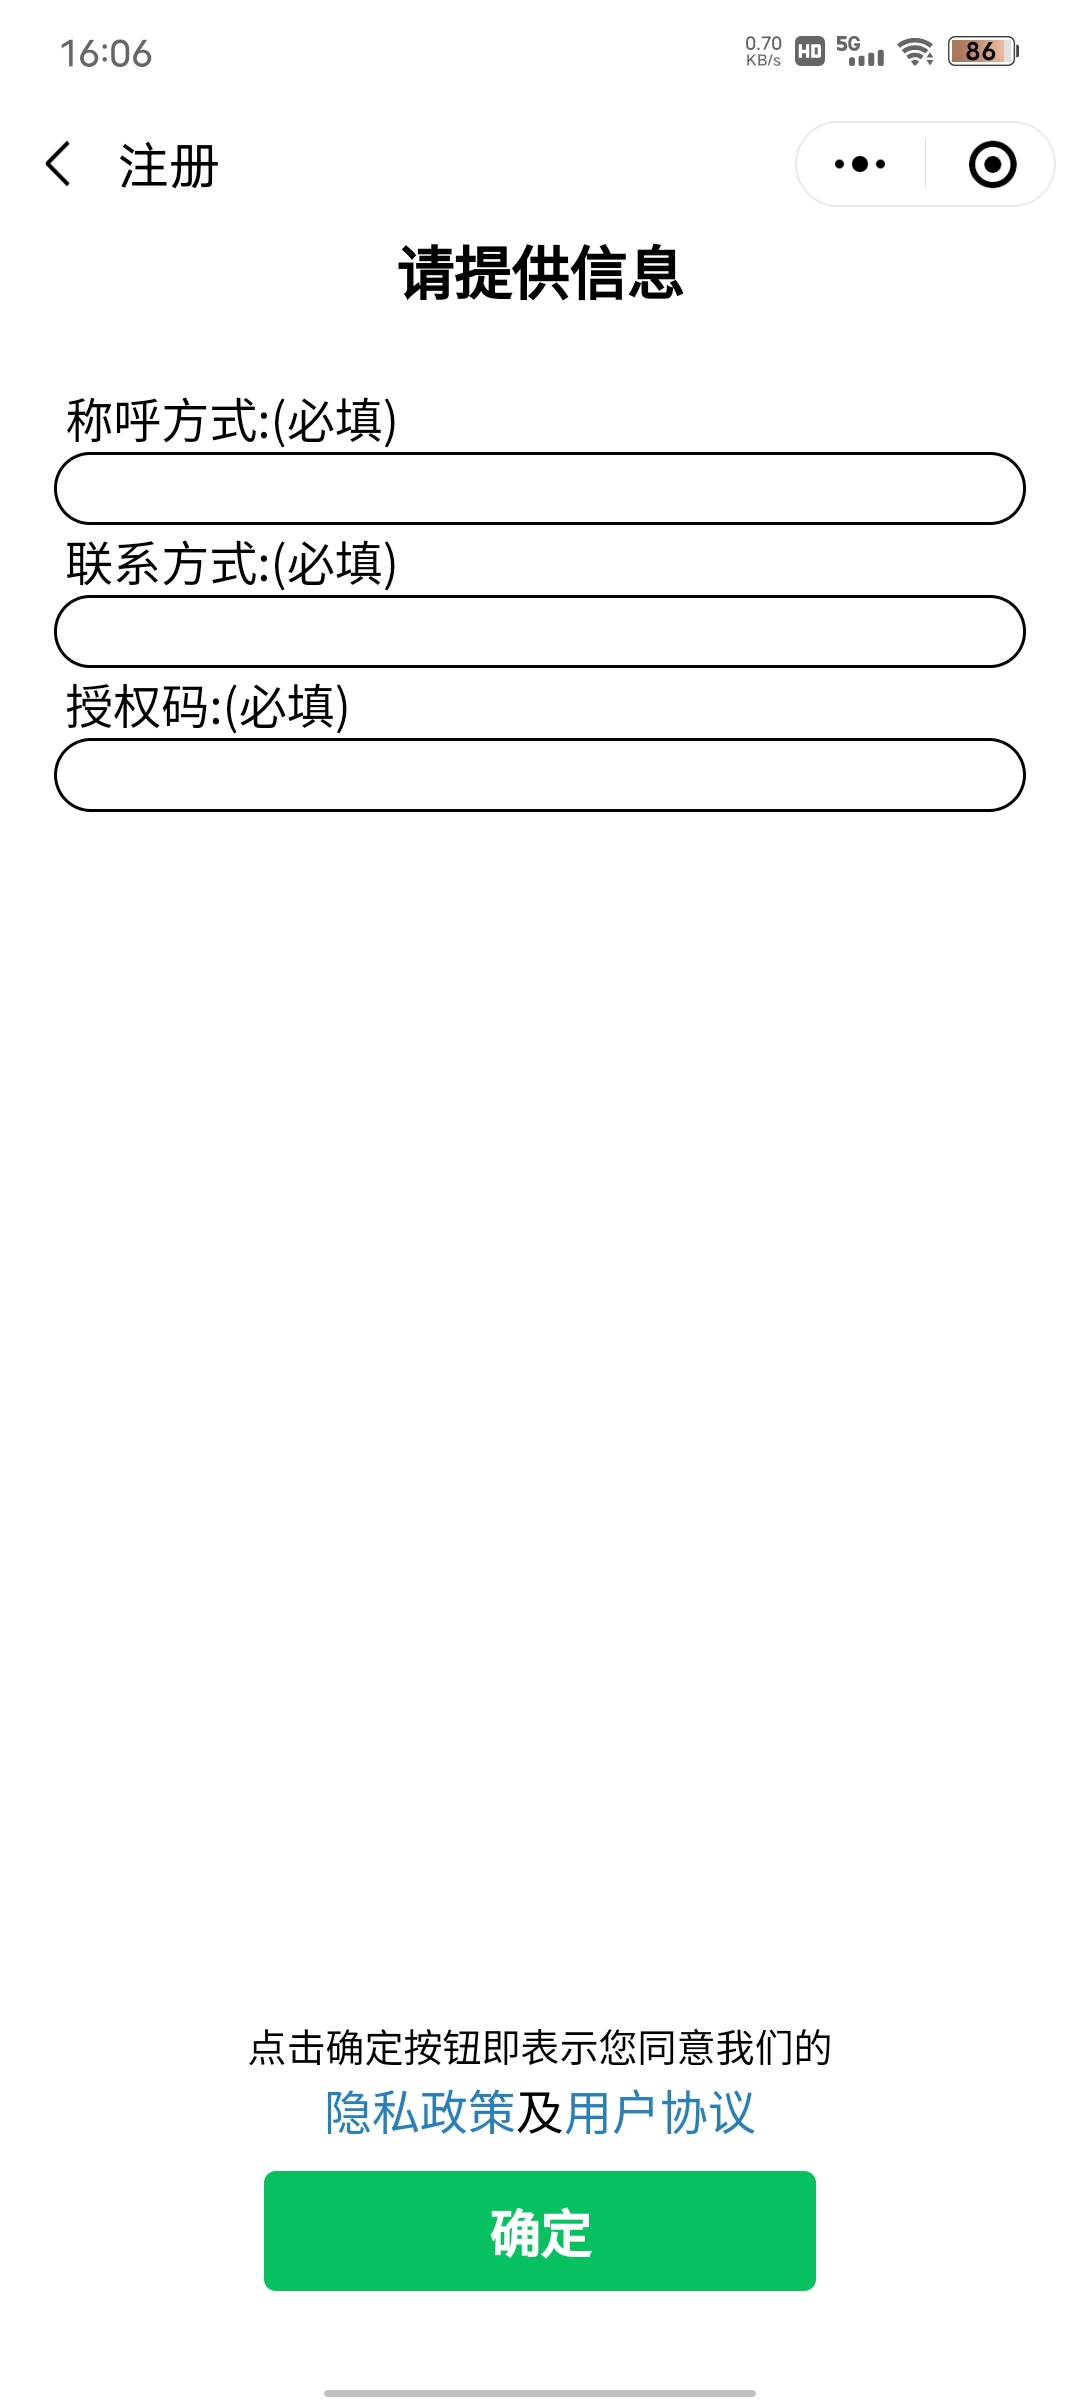 16:06
0.70
KB/s
HD
5G
86
注册
请提供信息
称呼方式:(必填)
联系方式:(必填)
授权码:(必填)
点击确定按钮即表示您同意我们的
隐私政策及用户协议
确定